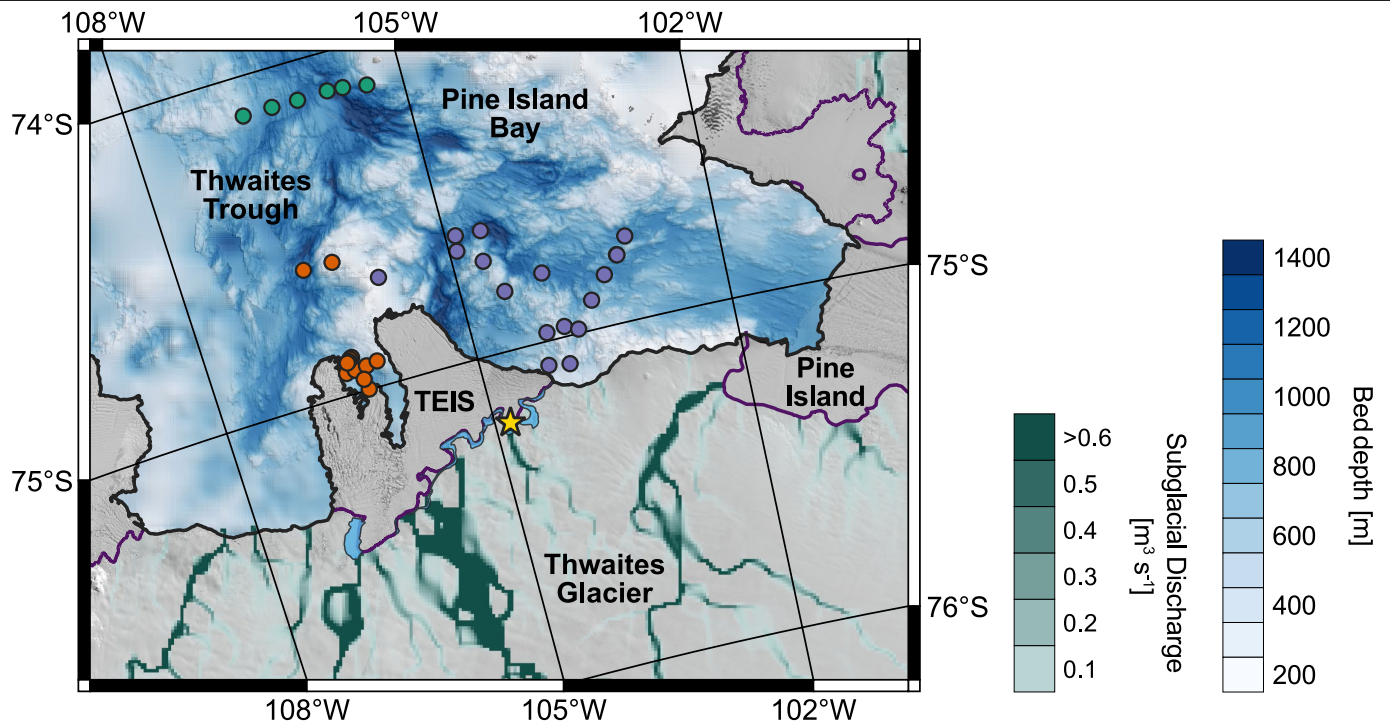 108°W
105°W
102°W
74°S
Pine Island
Bay
Thwaites
Trough
75°S
Pine
Island
TEIS
75°S
Thwaites
Glacier
76°S
108°W
105°W
102°W
>0.6
0.5
0.4
0.3
0.2
0.1
Subglacial Discharge
[m³ s⁻¹]
1400
1200
1000
800
600
400
200
Bed depth [m]